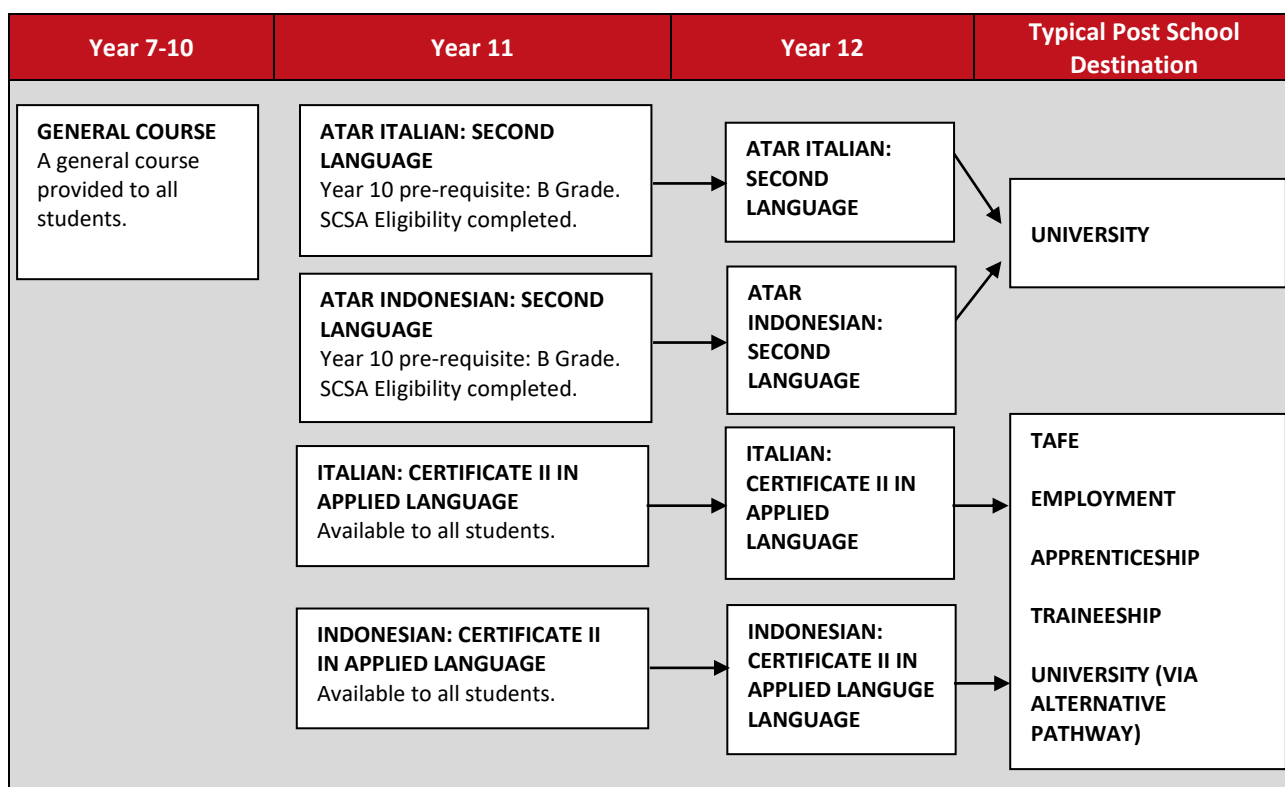 Year 7-10
Year 11
Year 12
Typical Post School
Destination
GENERAL COURSE
A general course
provided to all
students.
ATAR ITALIAN: SECOND
LANGUAGE
Year 10 pre-requisite: B Grade.
SCSA Eligibility completed.
ATAR ITALIAN:
SECOND
LANGUAGE
UNIVERSITY
ATAR INDONESIAN: SECOND
LANGUAGE
Year 10 pre-requisite: B Grade.
SCSA Eligibility completed.
ATAR
INDONESIAN:
SECOND
LANGUAGE
ITALIAN: CERTIFICATE II IN
APPLIED LANGUAGE
Available to all students.
ITALIAN:
CERTIFICATE II IN
APPLIED
LANGUAGE
INDONESIAN: CERTIFICATE II
IN APPLIED LANGUAGE
Available to all students.
INDONESIAN:
CERTIFICATE II IN
APPLIED LANGUGE
LANGUAGE
TAFE
EMPLOYMENT
APPRENTICESHIP
TRAINEESHIP
UNIVERSITY (VIA
ALTERNATIVE
PATHWAY)